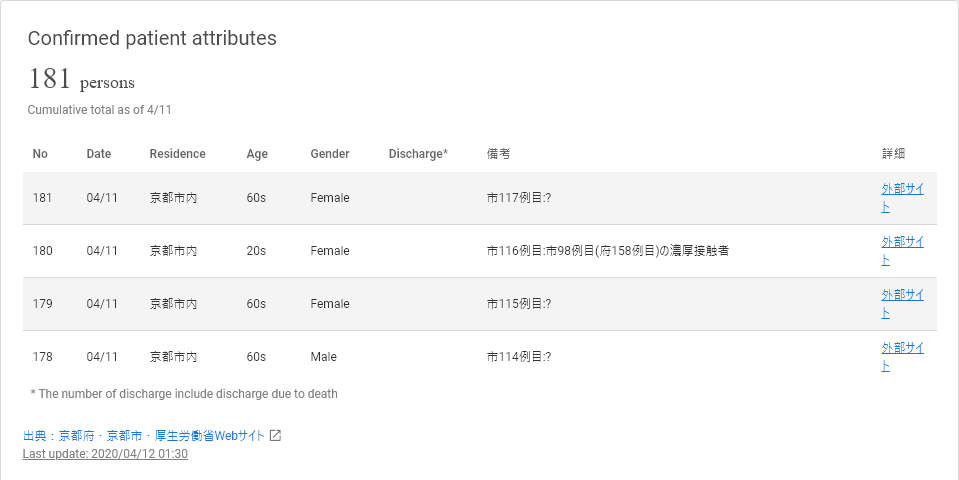 Confirmed patient attributes
181 persons
Cumulative total as of 4/11
No Date Residence Age Gender Discharge* 備考 詳細
181 04/11 京都市内 60s Female 市117例目:? 外部サイ
ト
180 04/11 京都市内 20s Female 市116例目:市98例目(府158例目)の濃厚接触者 外部サイ
ト
179 04/11 京都市内 60s Female 市115例目:? 外部サイ
ト
178 04/11 京都市内 60s Male 市114例目:? 外部サイ
ト
* The number of discharge include discharge due to death
出典：京都府・京都市・厚生労働省Webサイト
Last update: 2020/04/12 01:30